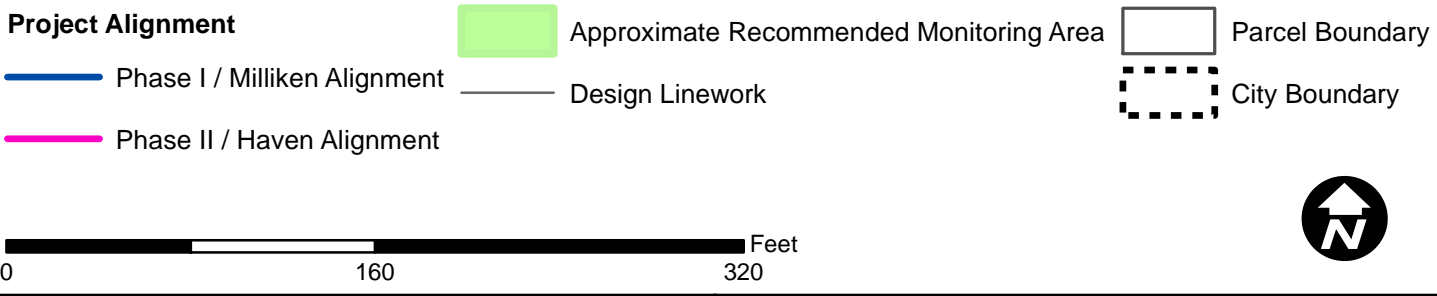 Project Alignment
Phase I / Milliken Alignment
Phase II / Haven Alignment
Approximate Recommended Monitoring Area
Design Linework
Parcel Boundary
City Boundary
N
Feet
0 160 320